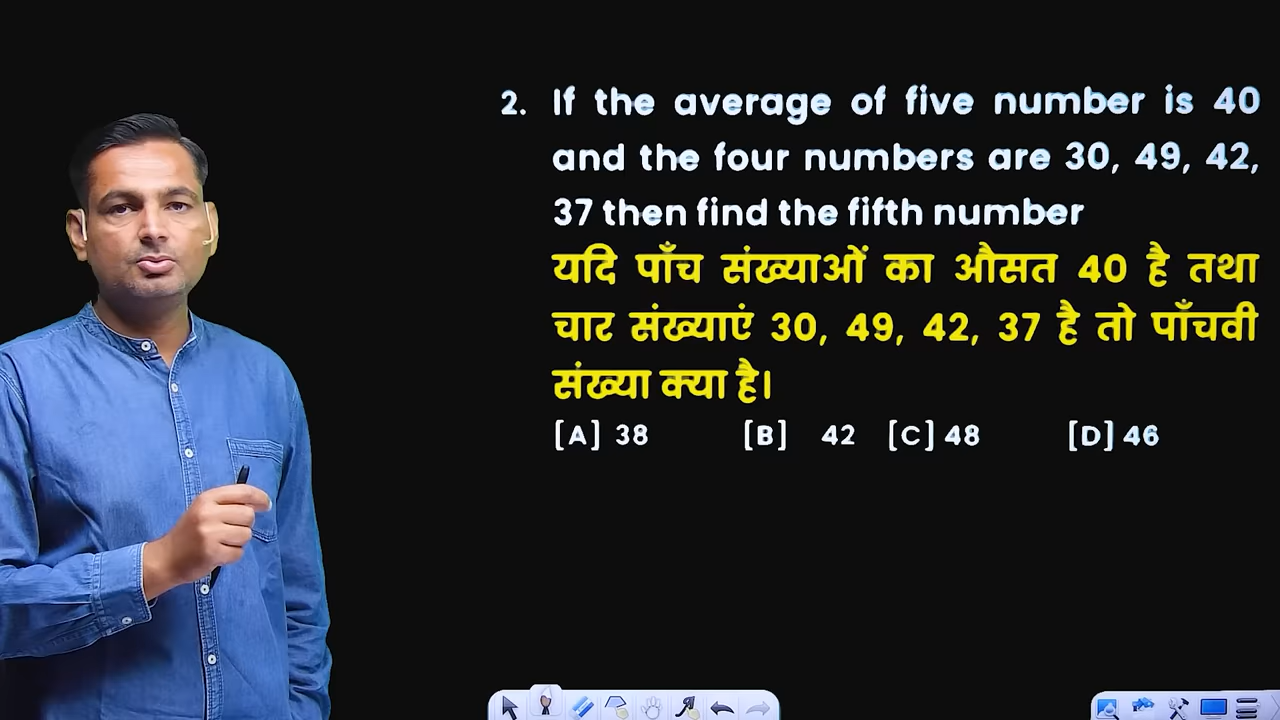 2. If the average of five number is 40
and the four numbers are 30, 49, 42,
37 then find the fifth number
यदि पाँच संख्याओं का औसत 40 है तथा
चार संख्याएं 30, 49, 42, 37 है तो पाँचवी
संख्या क्या है।
[A] 38 [B] 42 [C] 48 [D] 46